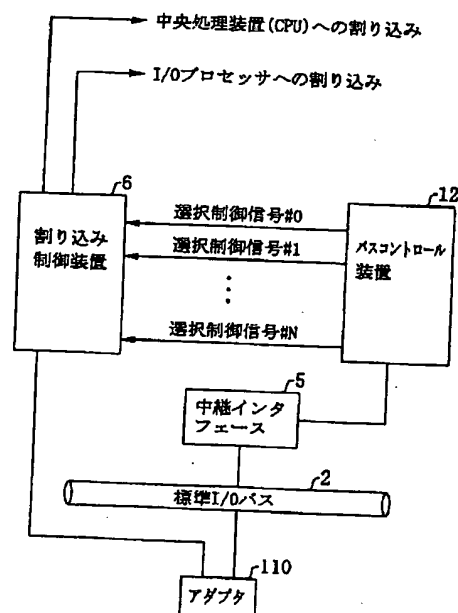 中央処理装置(CPU)への割り込み
I/Oプロセッサへの割り込み
6
12
割り込み
制御装置
選択制御信号#0
選択制御信号#1
選択制御信号#N
パスコントロール
装置
5
中継インタ
フェース
2
標準I/Oバス
110
アダプタ